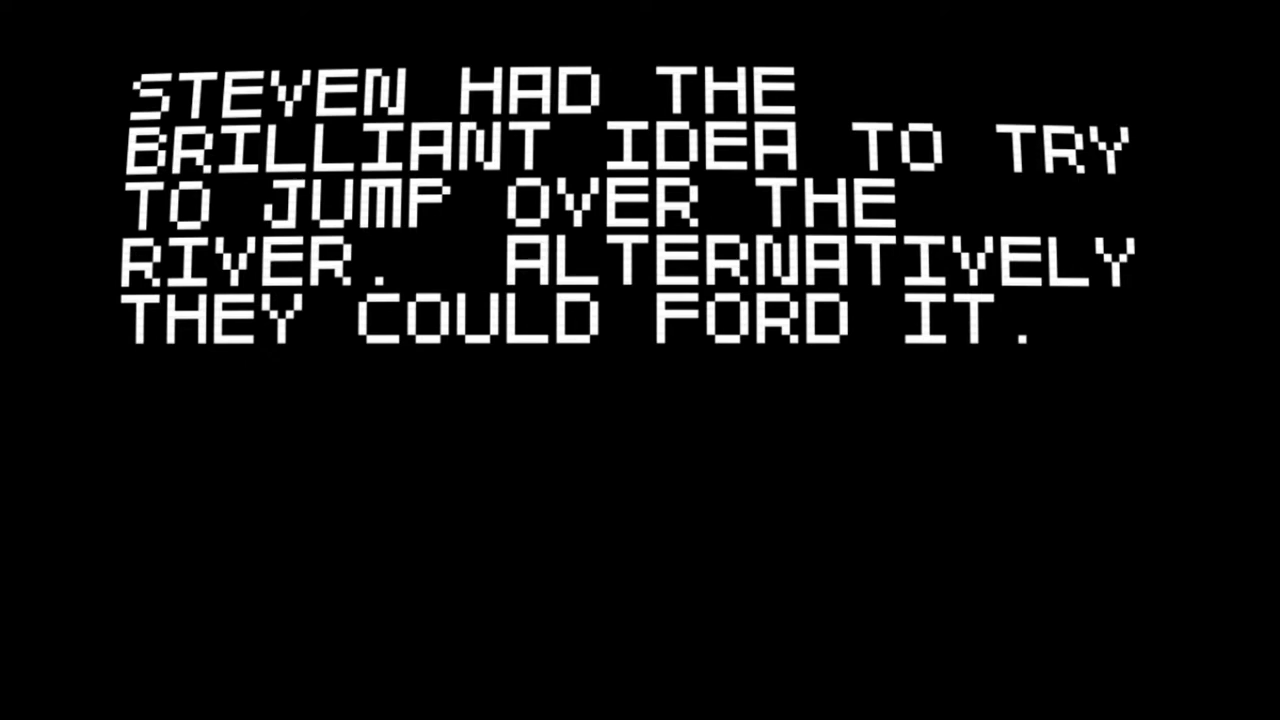 STEVEN HAD THE
BRILLIANT IDEA TO TRY
TO JUMP OVER THE
RIVER.  ALTERNATIVELY
THEY COULD FORD IT.